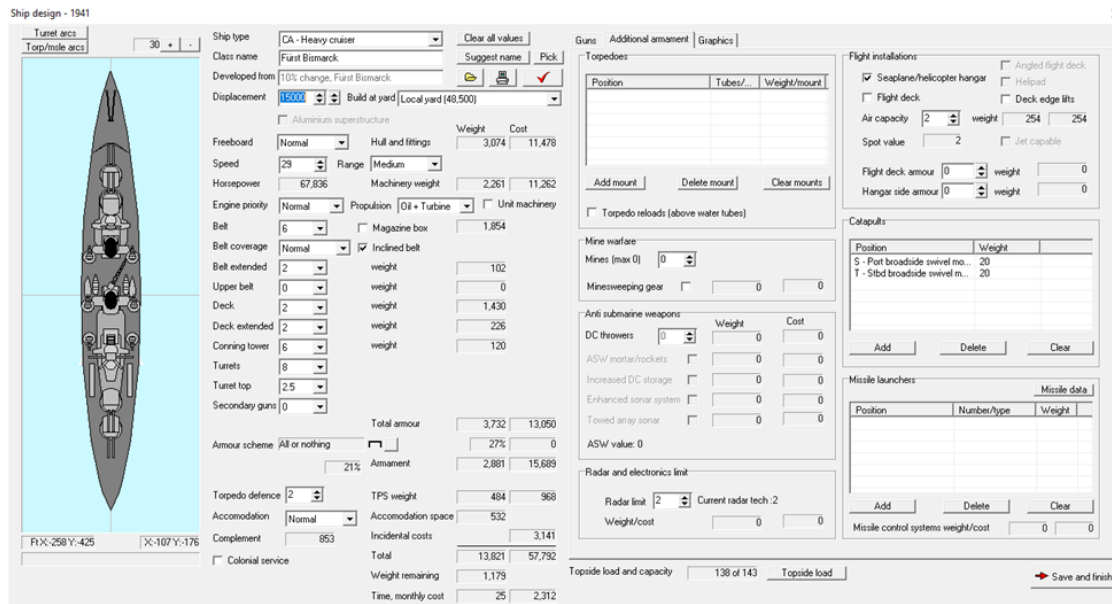 Ship design - 1941
Turret arcs
Torp/msle arcs
30 + -
Ft X:-258 Y:-425 X:-107 Y:-176
Ship type CA - Heavy cruiser Clear all values
Class name Fürst Bismarck Suggest name Pick
Developed from 10% change, Fürst Bismarck
Displacement 15000 Build at yard Local yard (48,500)
Aluminium superstructure
Weight Cost
Freeboard Normal Hull and fittings 3,074 11,478
Speed 29 Range Medium
Horsepower 67,836 Machinery weight 2,261 11,262
Engine priority Normal Propulsion Oil + Turbine Unit machinery
Belt 6 Magazine box 1,854
Belt coverage Normal Inclined belt
Belt extended 2 weight 102
Upper belt 0 weight 0
Deck 2 weight 1,430
Deck extended 2 weight 226
Conning tower 6 weight 120
Turrets 8
Turret top 2.5
Secondary guns 0
Total armour 3,732 13,050
Armour scheme All or nothing 27% 0
21% Armament 2,881 15,689
Torpedo defence 2 TPS weight 484 968
Accomodation Normal Accomodation space 532
Complement 853 Incidental costs 3,141
Colonial service Total 13,821 57,792
Weight remaining 1,179
Time, monthly cost 25 2,312
Guns Additional armament Graphics
Torpedoes
Position Tubes/... Weight/mount
Add mount Delete mount Clear mounts
Torpedo reloads (above water tubes)
Mine warfare
Mines (max 0) 0
Minesweeping gear 0 0
Anti submarine weapons
Weight Cost
DC throwers 0 0 0
ASW mortar/rockets 0 0
Increased DC storage 0 0
Enhanced sonar system 0 0
Towed array sonar 0 0
ASW value: 0
Radar and electronics limit
Radar limit 2 Current radar tech :2
Weight/cost 0 0
Topside load and capacity 138 of 143 Topside load
Flight installations
Angled flight deck
Seaplane/helicopter hangar Helipad
Flight deck Deck edge lifts
Air capacity 2 weight 254 254
Spot value 2 Jet capable
Flight deck armour 0 weight 0
Hangar side armour 0 weight 0
Catapults
Position Weight
S - Port broadside swivel mo... 20
T - Stbd broadside swivel m... 20
Add Delete Clear
Missile launchers
Missile data
Position Number/type Weight
Add Delete Clear
Missile control systems weight/cost 0 0
Save and finish